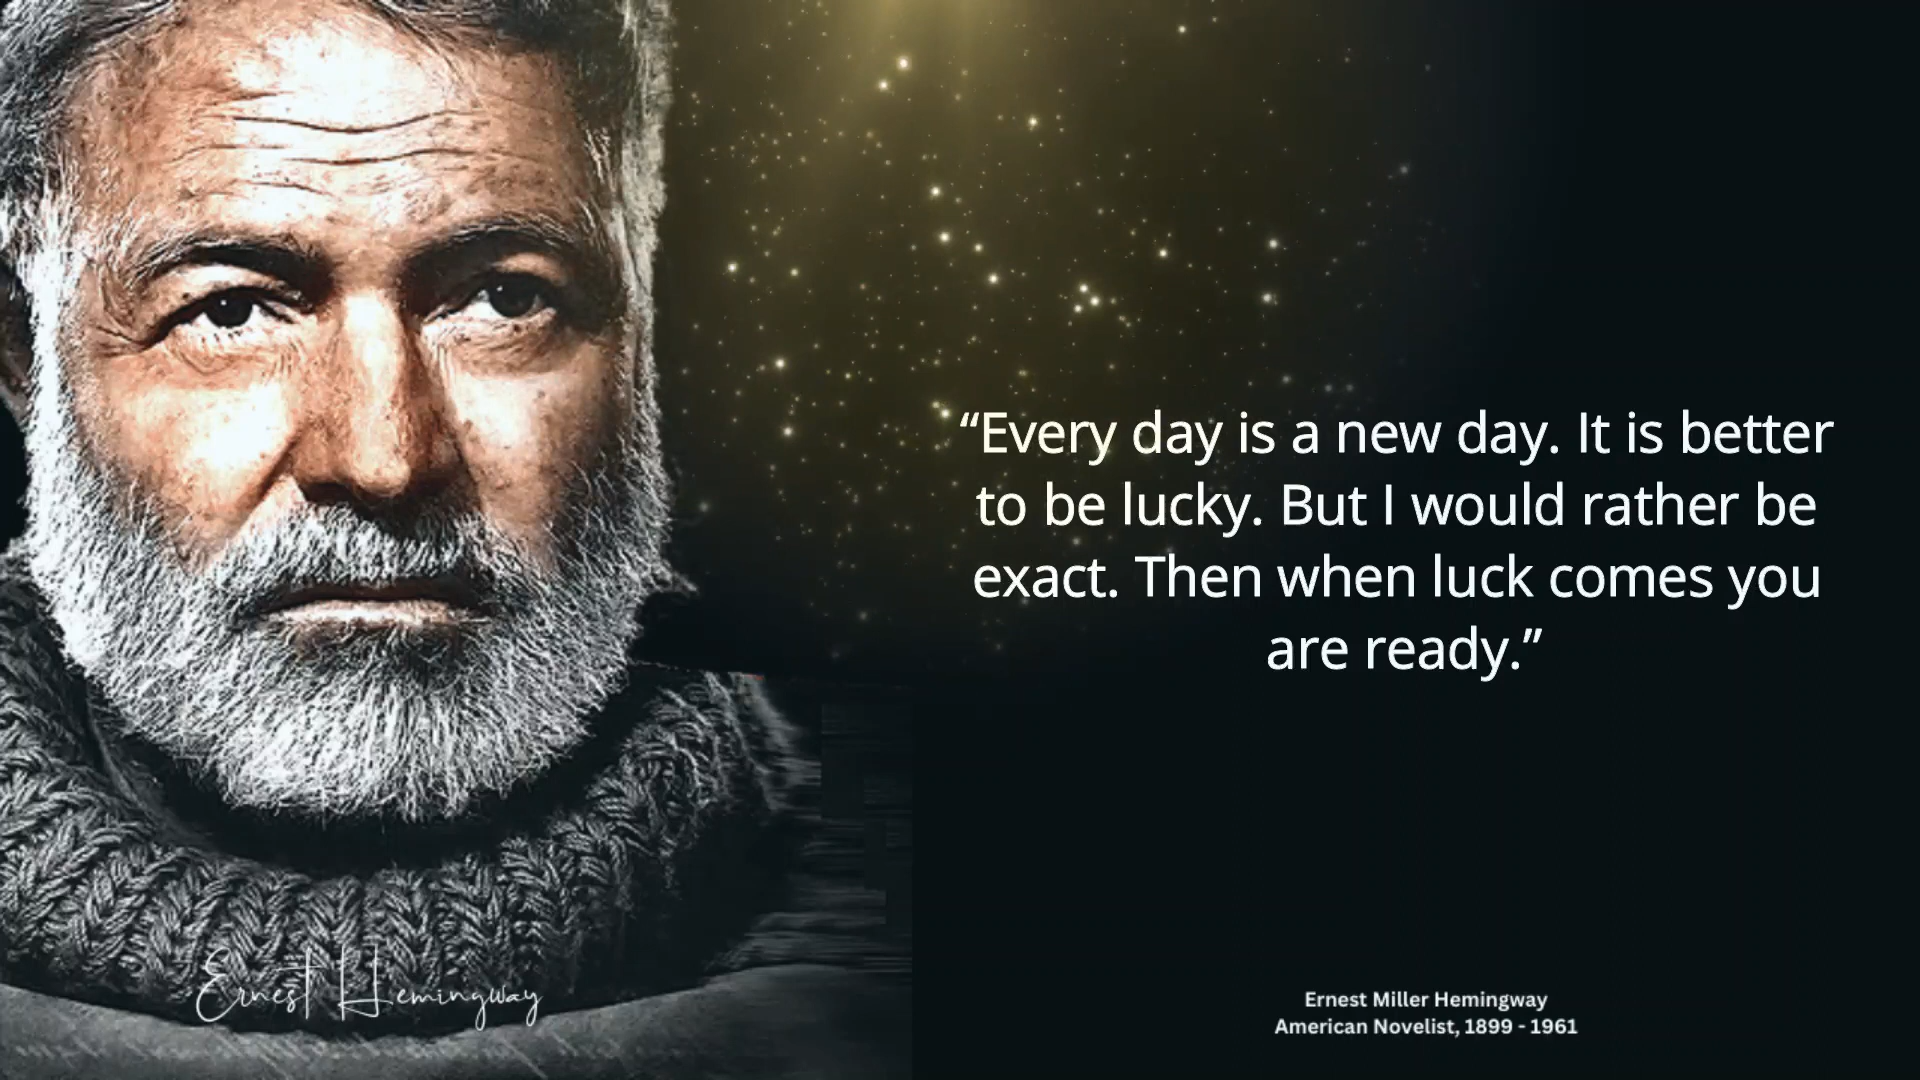 “Every day is a new day. It is better
to be lucky. But I would rather be
exact. Then when luck comes you
are ready.”
Ernest Hemingway
Ernest Miller Hemingway
American Novelist, 1899 - 1961